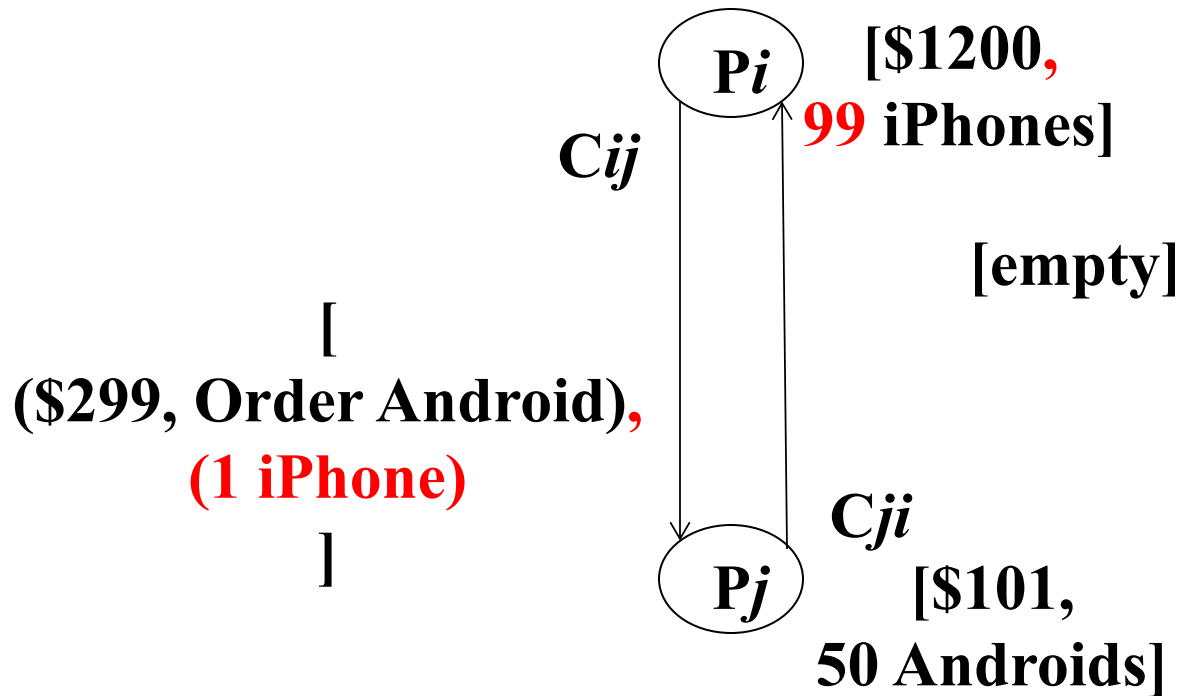 Pi
[$1200,
99 iPhones]
Cij
[empty]
[
($299, Order Android),
(1 iPhone)
]
Cji
Pj
[$101,
50 Androids]